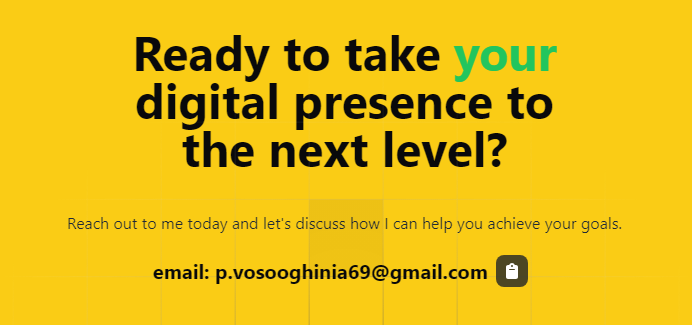 Ready to take your
digital presence to
the next level?
Reach out to me today and let's discuss how I can help you achieve your goals.
email: p.vosooghinia69@gmail.com